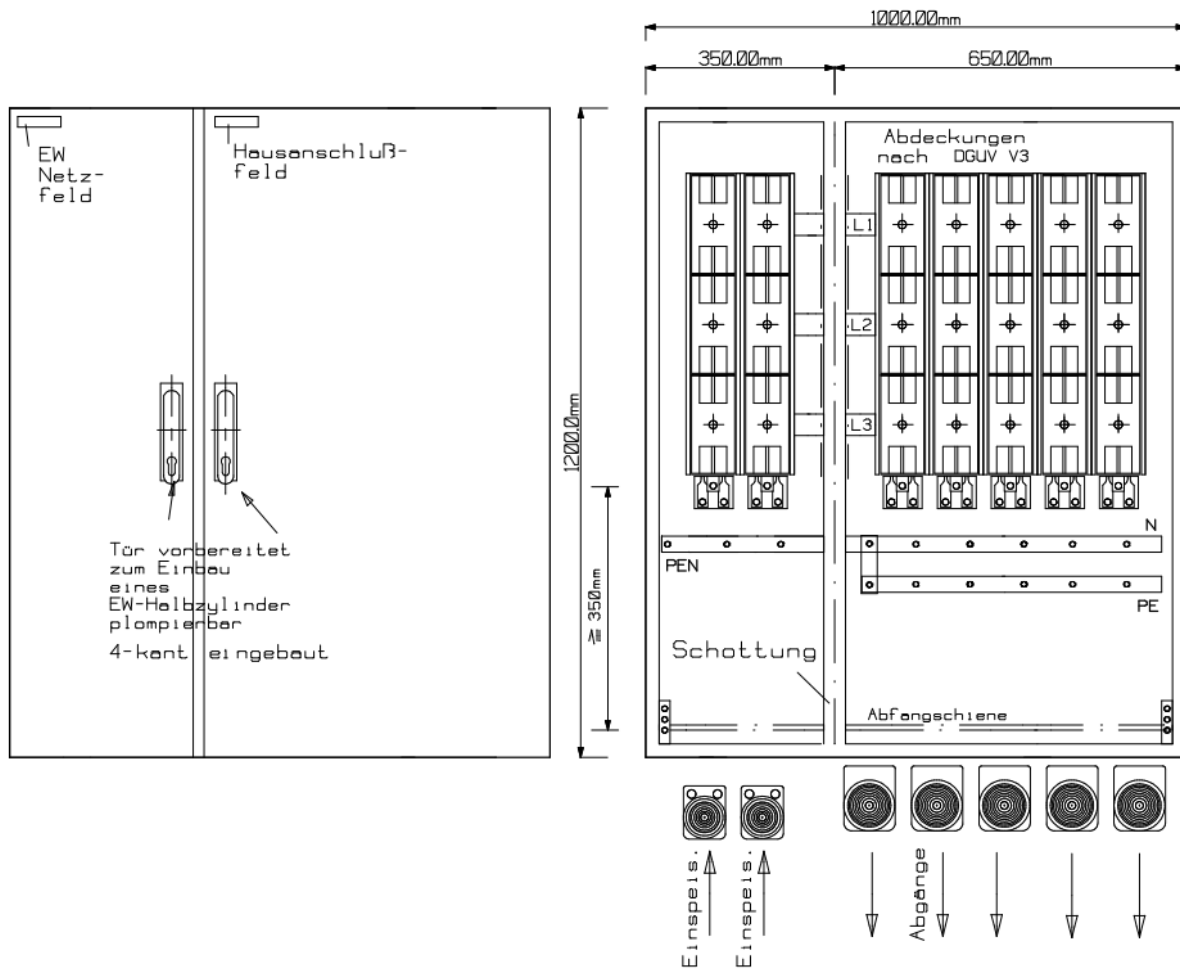 1000.00mm
350.00mm
650.00mm
EW
Netz-
feld
Hausanschluß-
feld
Tür vorbereitet
zum Einbau
eines
EW-Halbzylinder
plompierbar
4-kant eingebaut
1200.0mm
≧ 350mm
Abdeckungen
nach DGUV V3
L1
L2
L3
N
PEN
PE
Schottung
Abfangschiene
Einspeis.
Einspeis.
Abgänge